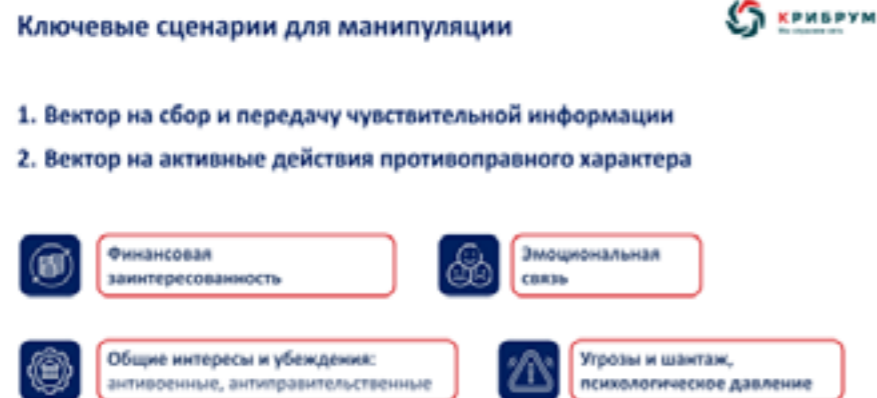 Ключевые сценарии для манипуляции
КРИБРУМ
1. Вектор на сбор и передачу чувствительной информации
2. Вектор на активные действия противоправного характера
Финансовая
заинтересованность
Эмоциональная
связь
Общие интересы и убеждения:
антивоенные, антиправительственные
Угрозы и шантаж,
психологическое давление